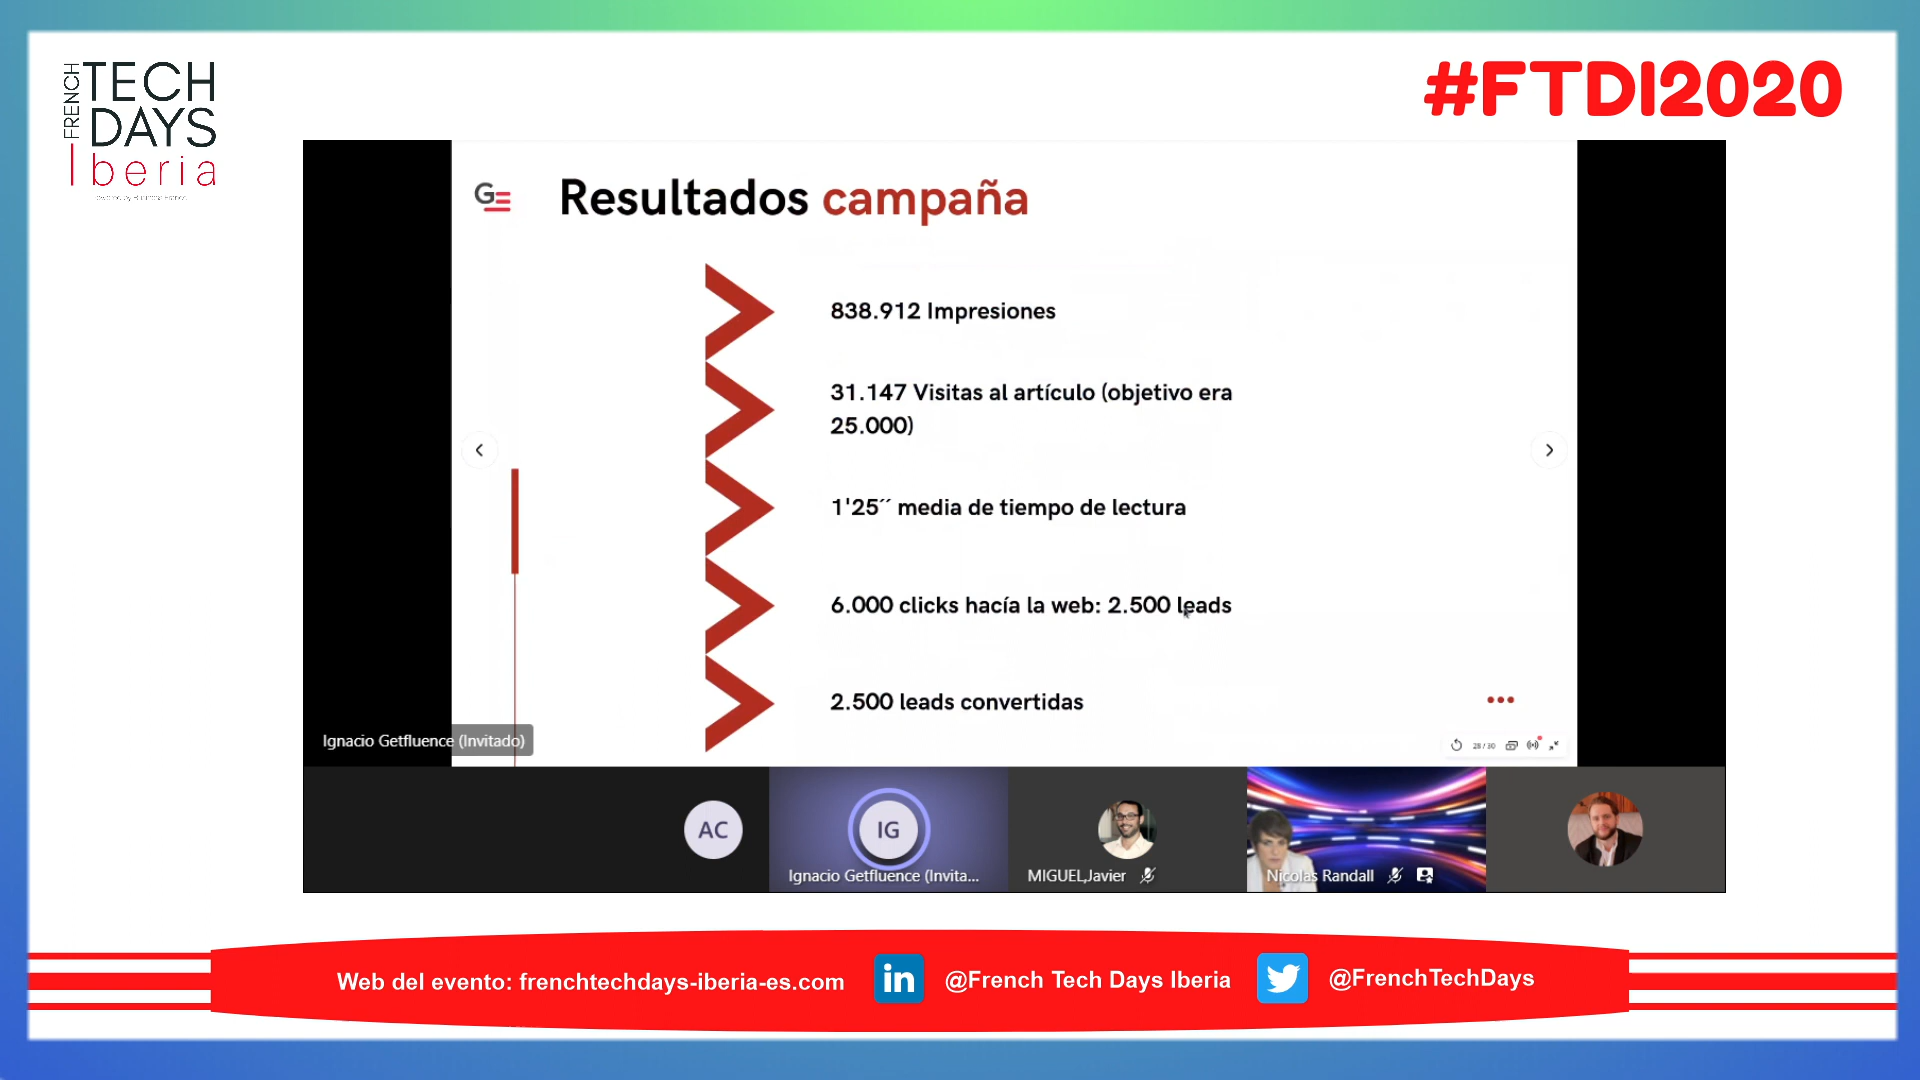 FRENCH
TECH
DAYS
Iberia
#FTDI2020
G
Resultados campaña
838.912 Impresiones
31.147 Visitas al artículo (objetivo era
25.000)
1'25´´ media de tiempo de lectura
6.000 clicks hacía la web: 2.500 leads
2.500 leads convertidas
28 / 30
Ignacio Getfluence (Invitado)
AC
IG
Ignacio Getfluence (Invita...
MIGUEL,Javier
Nicolas Randall
Web del evento: frenchtechdays-iberia-es.com
in
@French Tech Days Iberia
@FrenchTechDays